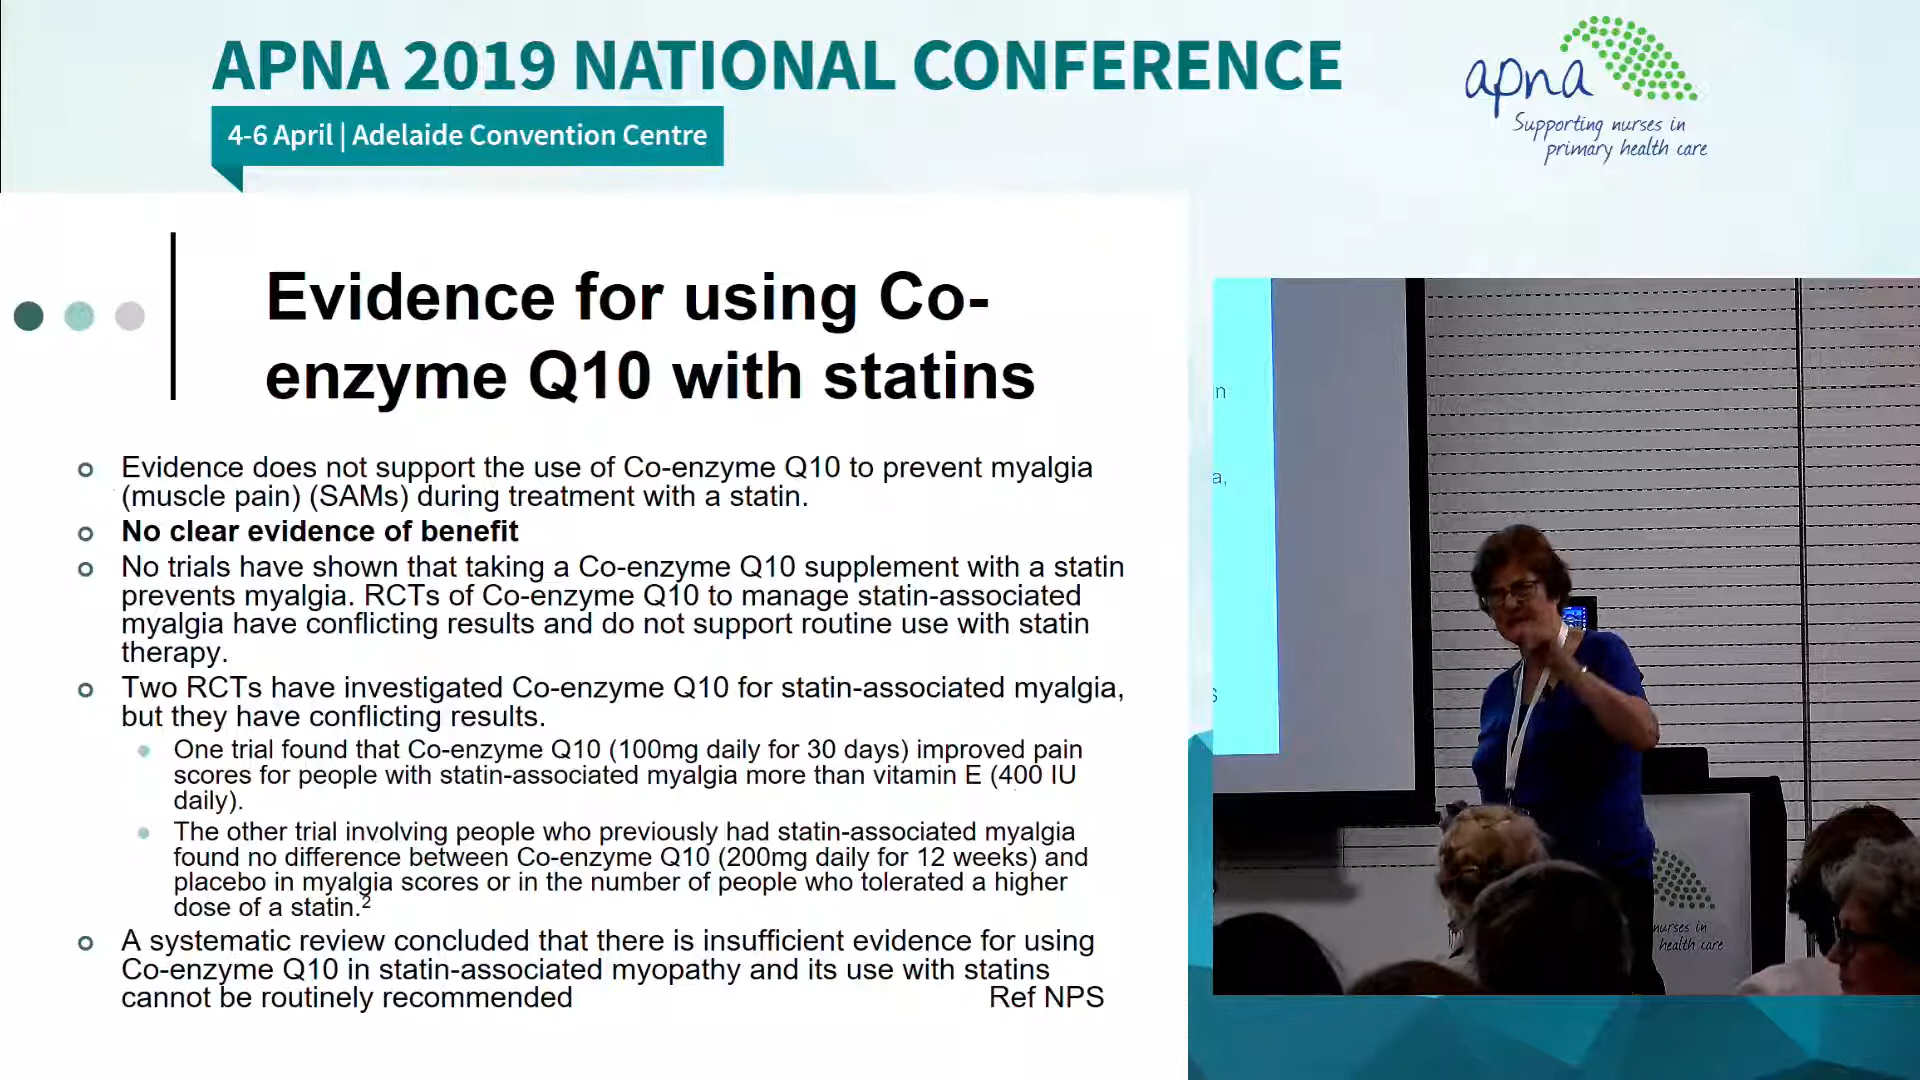 APNA 2019 NATIONAL CONFERENCE
4-6 April | Adelaide Convention Centre
apna
Supporting nurses in
primary health care
Evidence for using Co-
enzyme Q10 with statins
Evidence does not support the use of Co-enzyme Q10 to prevent myalgia
(muscle pain) (SAMs) during treatment with a statin.
No clear evidence of benefit
No trials have shown that taking a Co-enzyme Q10 supplement with a statin
prevents myalgia. RCTs of Co-enzyme Q10 to manage statin-associated
myalgia have conflicting results and do not support routine use with statin
therapy.
Two RCTs have investigated Co-enzyme Q10 for statin-associated myalgia,
but they have conflicting results.
One trial found that Co-enzyme Q10 (100mg daily for 30 days) improved pain
scores for people with statin-associated myalgia more than vitamin E (400 IU
daily).
The other trial involving people who previously had statin-associated myalgia
found no difference between Co-enzyme Q10 (200mg daily for 12 weeks) and
placebo in myalgia scores or in the number of people who tolerated a higher
dose of a statin.2
A systematic review concluded that there is insufficient evidence for using
Co-enzyme Q10 in statin-associated myopathy and its use with statins
cannot be routinely recommended
Ref NPS
n
a,
nurses in
health care